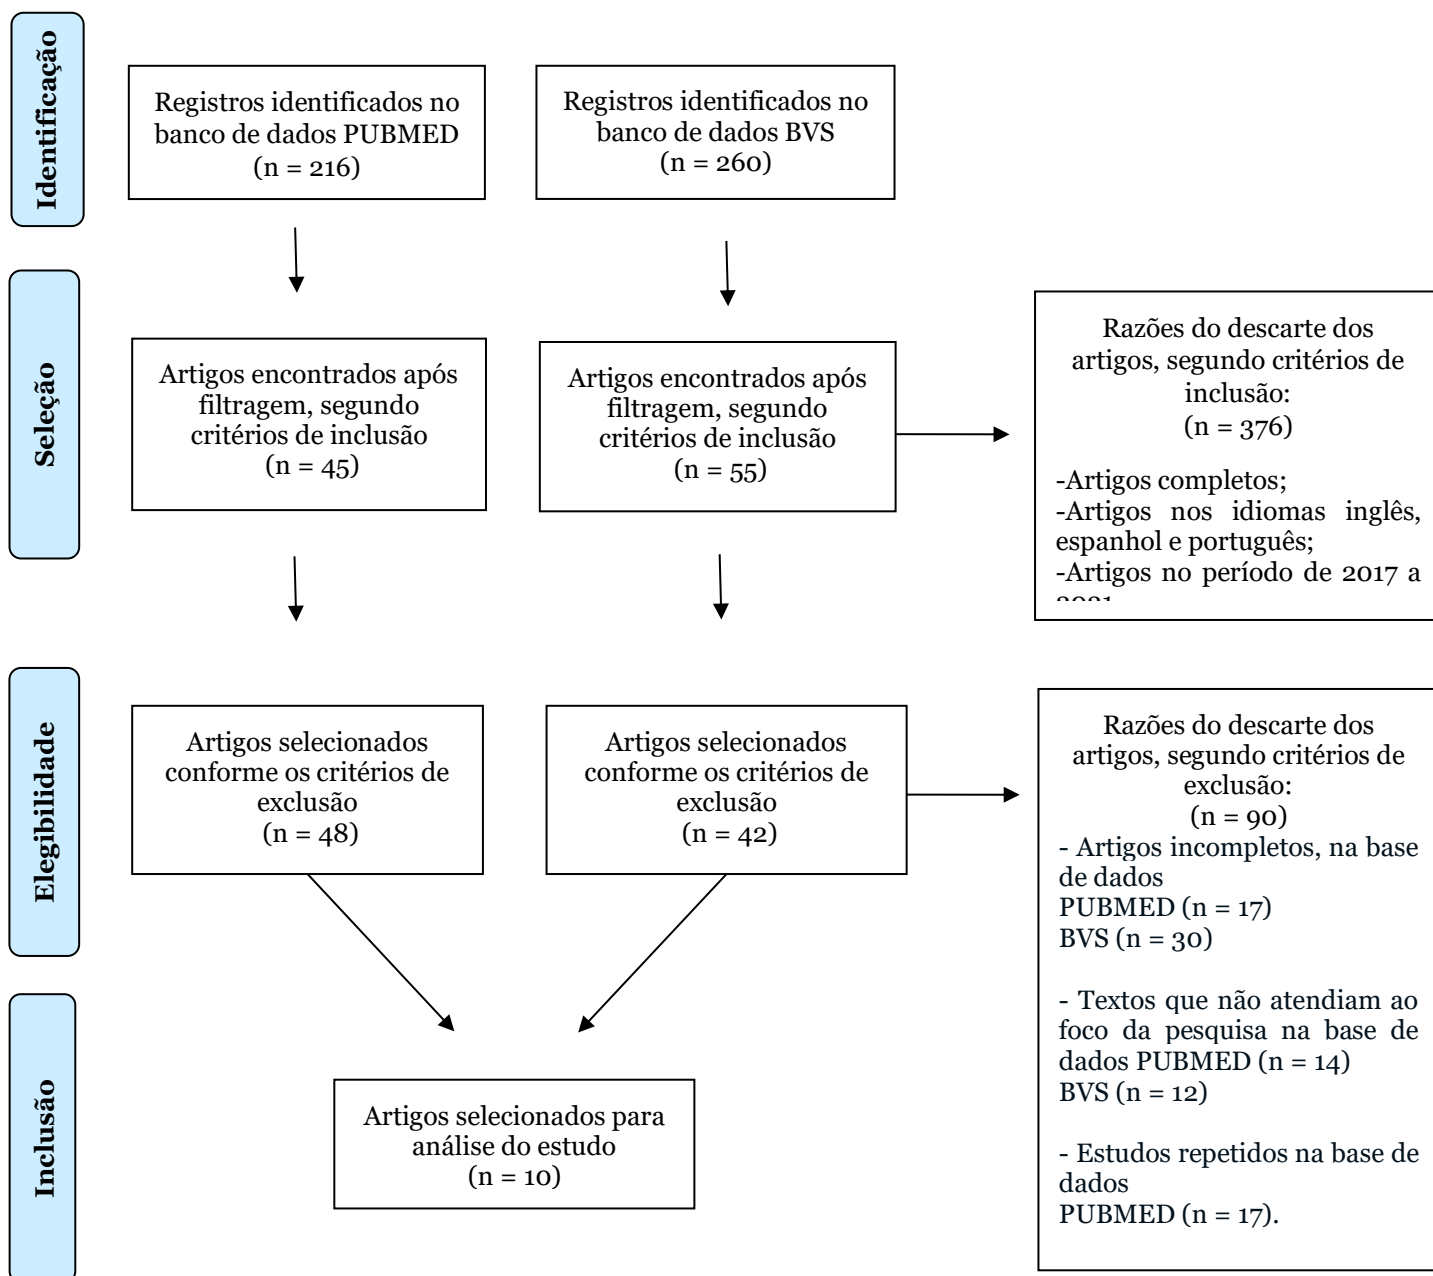 Identificação
Registros identificados no
banco de dados PUBMED
(n = 216)
Registros identificados no
banco de dados BVS
(n = 260)
Seleção
Artigos encontrados após
filtragem, segundo
critérios de inclusão
(n = 45)
Artigos encontrados após
filtragem, segundo
critérios de inclusão
(n = 55)
Razões do descarte dos
artigos, segundo critérios de
inclusão:
(n = 376)
-Artigos completos;
-Artigos nos idiomas inglês,
espanhol e português;
-Artigos no período de 2017 a
Elegibilidade
Artigos selecionados
conforme os critérios de
exclusão
(n = 48)
Artigos selecionados
conforme os critérios de
exclusão
(n = 42)
Razões do descarte dos
artigos, segundo critérios de
exclusão:
(n = 90)
- Artigos incompletos, na base
de dados
PUBMED (n = 17)
BVS (n = 30)
- Textos que não atendiam ao
foco da pesquisa na base de
dados PUBMED (n = 14)
BVS (n = 12)
- Estudos repetidos na base de
dados
PUBMED (n = 17).
Inclusão
Artigos selecionados para
análise do estudo
(n = 10)